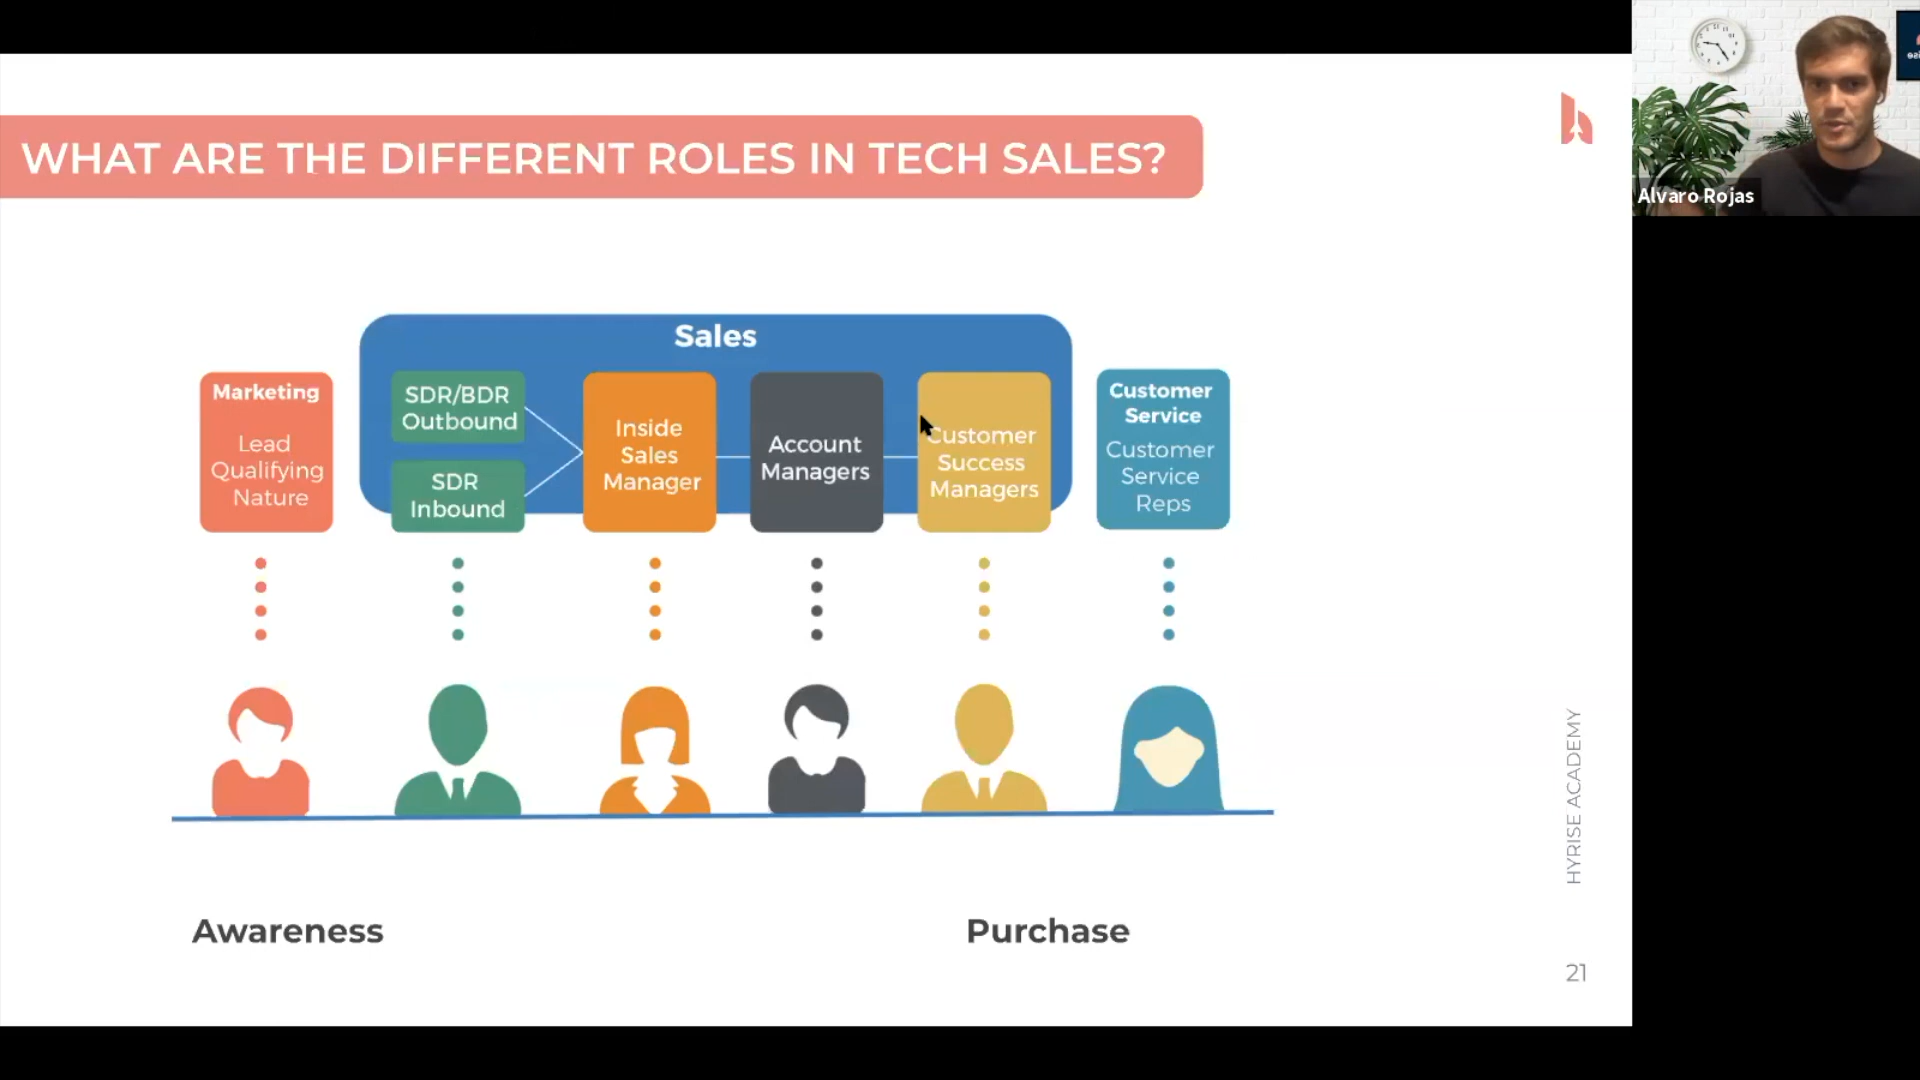 WHAT ARE THE DIFFERENT ROLES IN TECH SALES?
Alvaro Rojas
Sales
Marketing
Lead
Qualifying
Nature
SDR/BDR
Outbound
SDR
Inbound
Inside
Sales
Manager
Account
Managers
Customer
Success
Managers
Customer
Service
Customer
Service
Reps
HYRISE ACADEMY
Awareness
Purchase
21